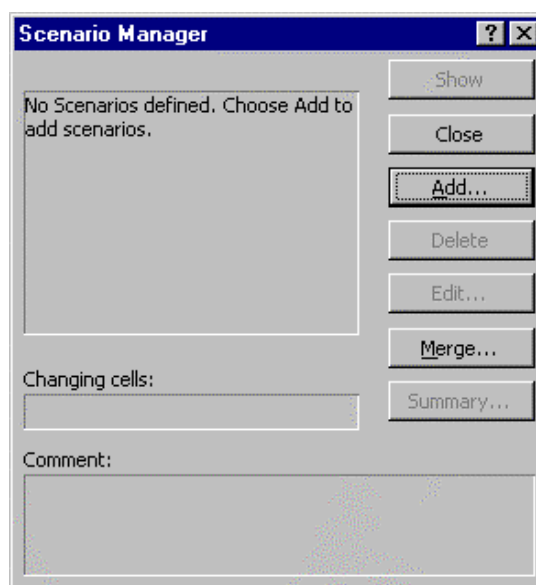 Scenario Manager
No Scenarios defined. Choose Add to
add scenarios.
Show
Close
Add...
Delete
Edit...
Merge...
Summary...
Changing cells:
Comment: